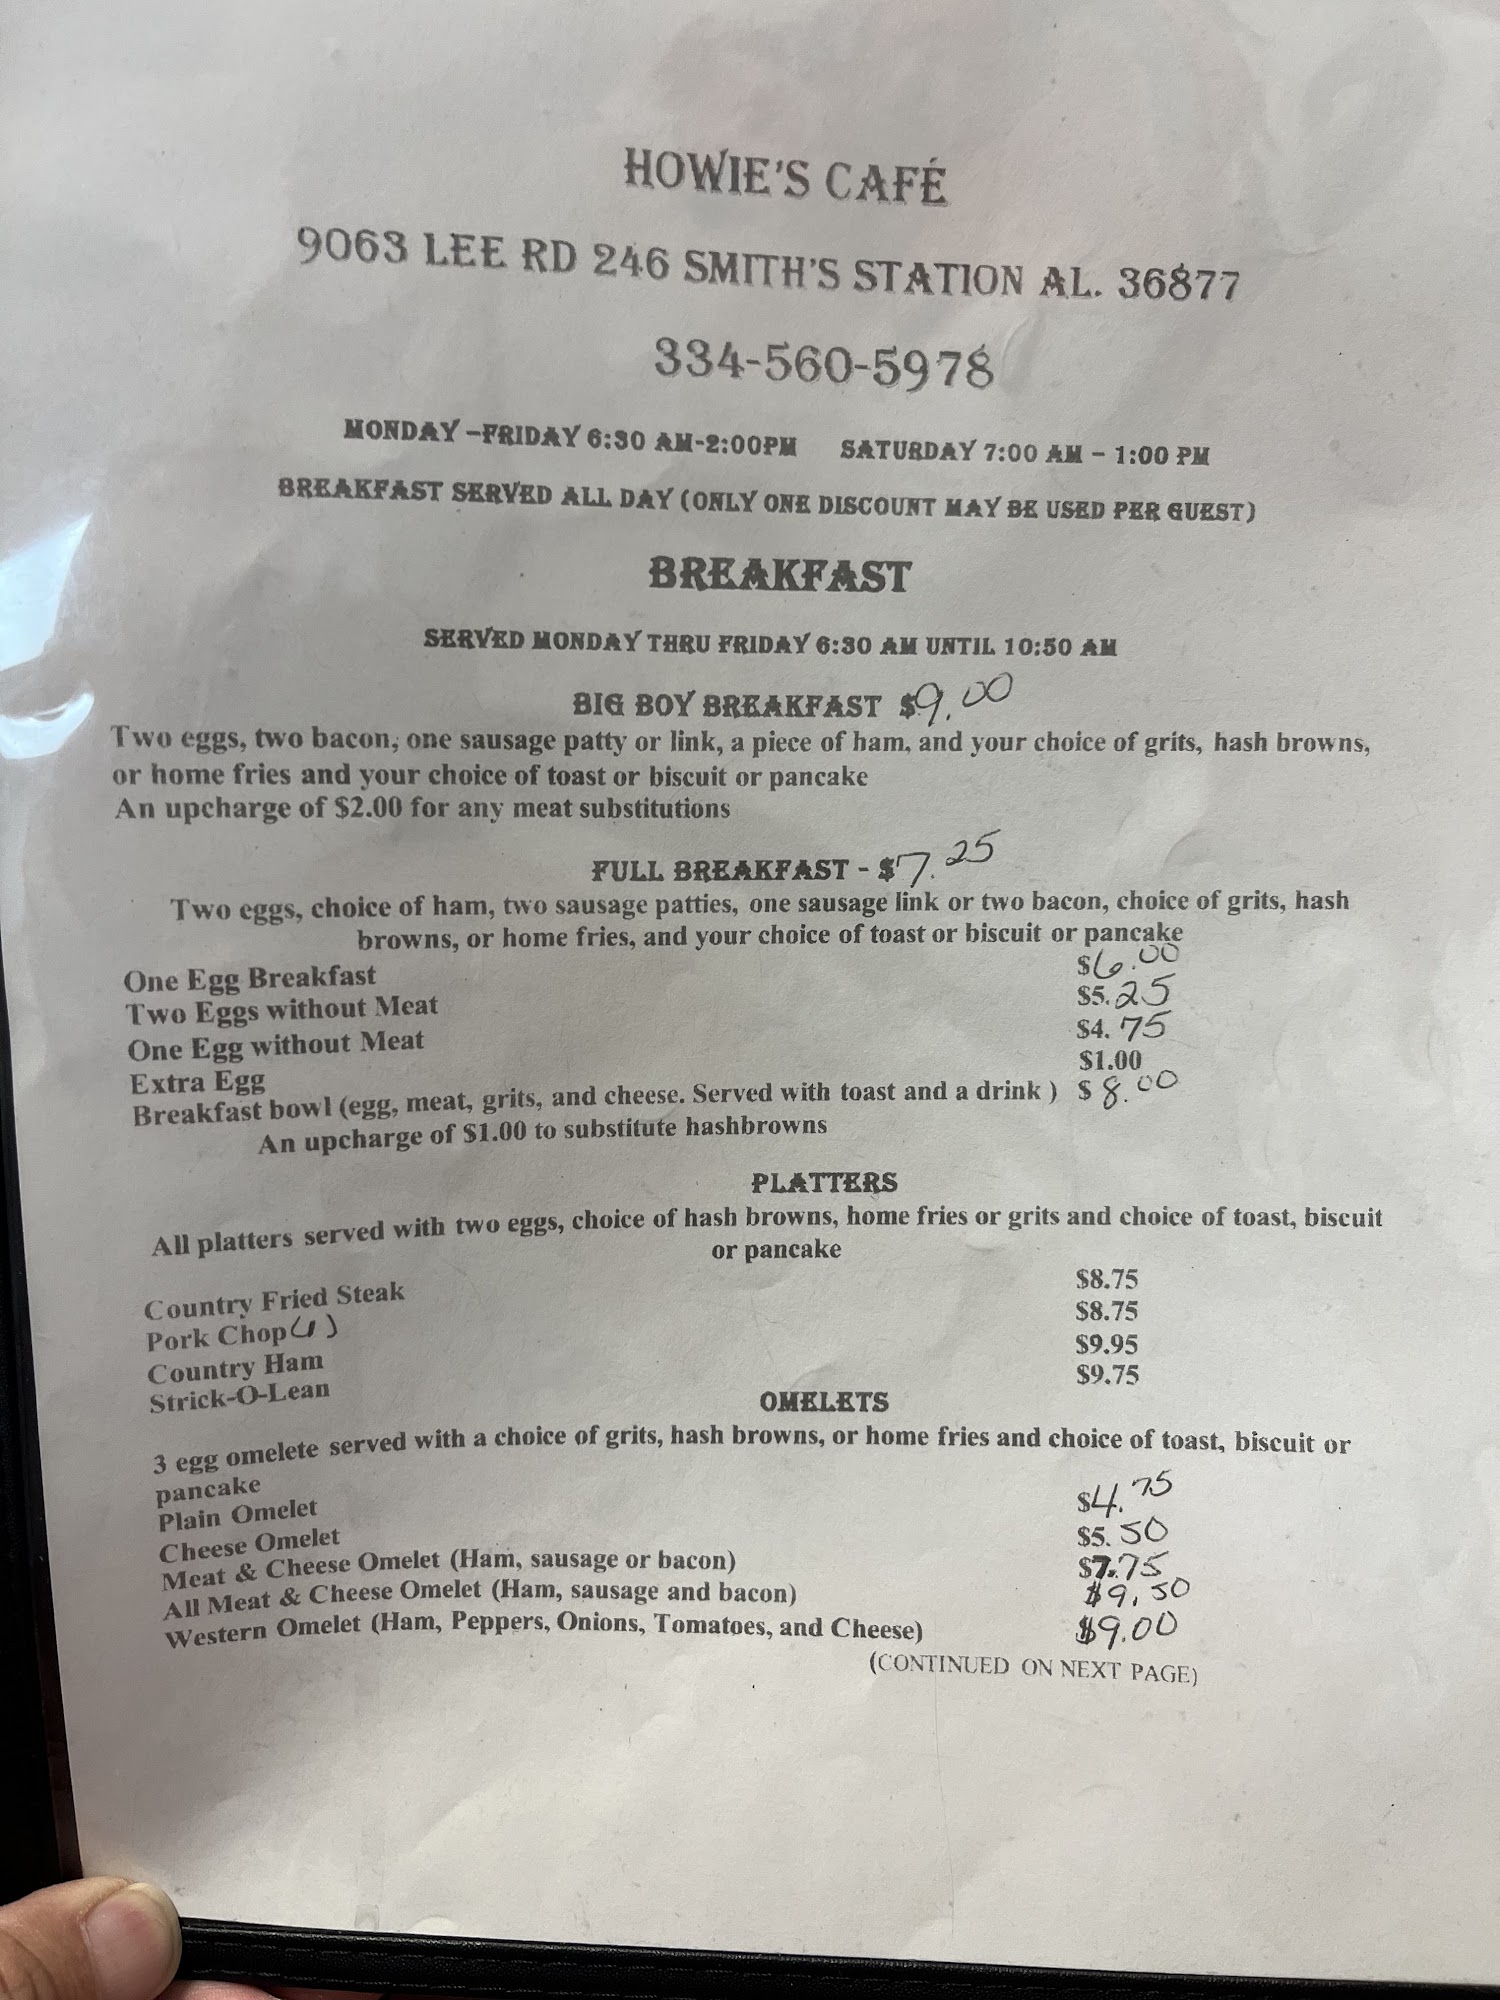 HOWIE'S CAFÉ
9063 LEE RD 246 SMITH'S STATION AL. 36877
334-560-5978
MONDAY –FRIDAY 6:30 AM-2:00PM SATURDAY 7:00 AM – 1:00 PM
BREAKFAST SERVED ALL DAY (ONLY ONE DISCOUNT MAY BE USED PER GUEST)
BREAKFAST
SERVED MONDAY THRU FRIDAY 6:30 AM UNTIL 10:50 AM
BIG BOY BREAKFAST $9.00
Two eggs, two bacon, one sausage patty or link, a piece of ham, and your choice of grits, hash browns,
or home fries and your choice of toast or biscuit or pancake
An upcharge of $2.00 for any meat substitutions
FULL BREAKFAST - $7.25
Two eggs, choice of ham, two sausage patties, one sausage link or two bacon, choice of grits, hash
browns, or home fries, and your choice of toast or biscuit or pancake
One Egg Breakfast $6.00
Two Eggs without Meat $5.25
One Egg without Meat $4.75
Extra Egg $1.00
Breakfast bowl (egg, meat, grits, and cheese. Served with toast and a drink ) $8.00
An upcharge of $1.00 to substitute hashbrowns
PLATTERS
All platters served with two eggs, choice of hash browns, home fries or grits and choice of toast, biscuit
or pancake
Country Fried Steak $8.75
Pork Chop (1) $8.75
Country Ham $9.95
Strick-O-Lean $9.75
OMELETS
3 egg omelete served with a choice of grits, hash browns, or home fries and choice of toast, biscuit or
pancake
Plain Omelet $4.75
Cheese Omelet $5.50
Meat & Cheese Omelet (Ham, sausage or bacon) $7.75
All Meat & Cheese Omelet (Ham, sausage and bacon) $9.50
Western Omelet (Ham, Peppers, Onions, Tomatoes, and Cheese) $9.00
(CONTINUED ON NEXT PAGE)